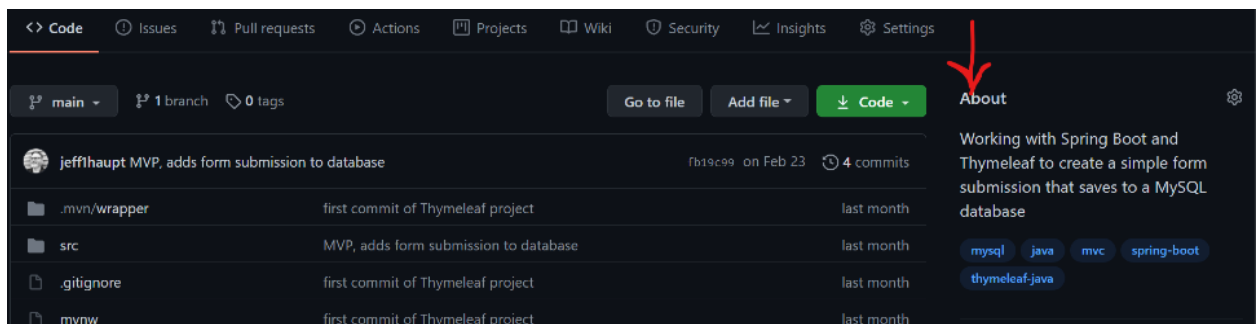 <> Code Issues Pull requests Actions Projects Wiki Security Insights Settings
main 1 branch 0 tags Go to file Add file Code
About
jeff1haupt MVP, adds form submission to database fb19c99 on Feb 23 4 commits
Working with Spring Boot and
Thymeleaf to create a simple form
submission that saves to a MySQL
database
.mvn/wrapper first commit of Thymeleaf project last month
src MVP, adds form submission to database last month
.gitignore first commit of Thymeleaf project last month
mvnw first commit of Thymeleaf project last month
mysql java mvc spring-boot
thymeleaf-java